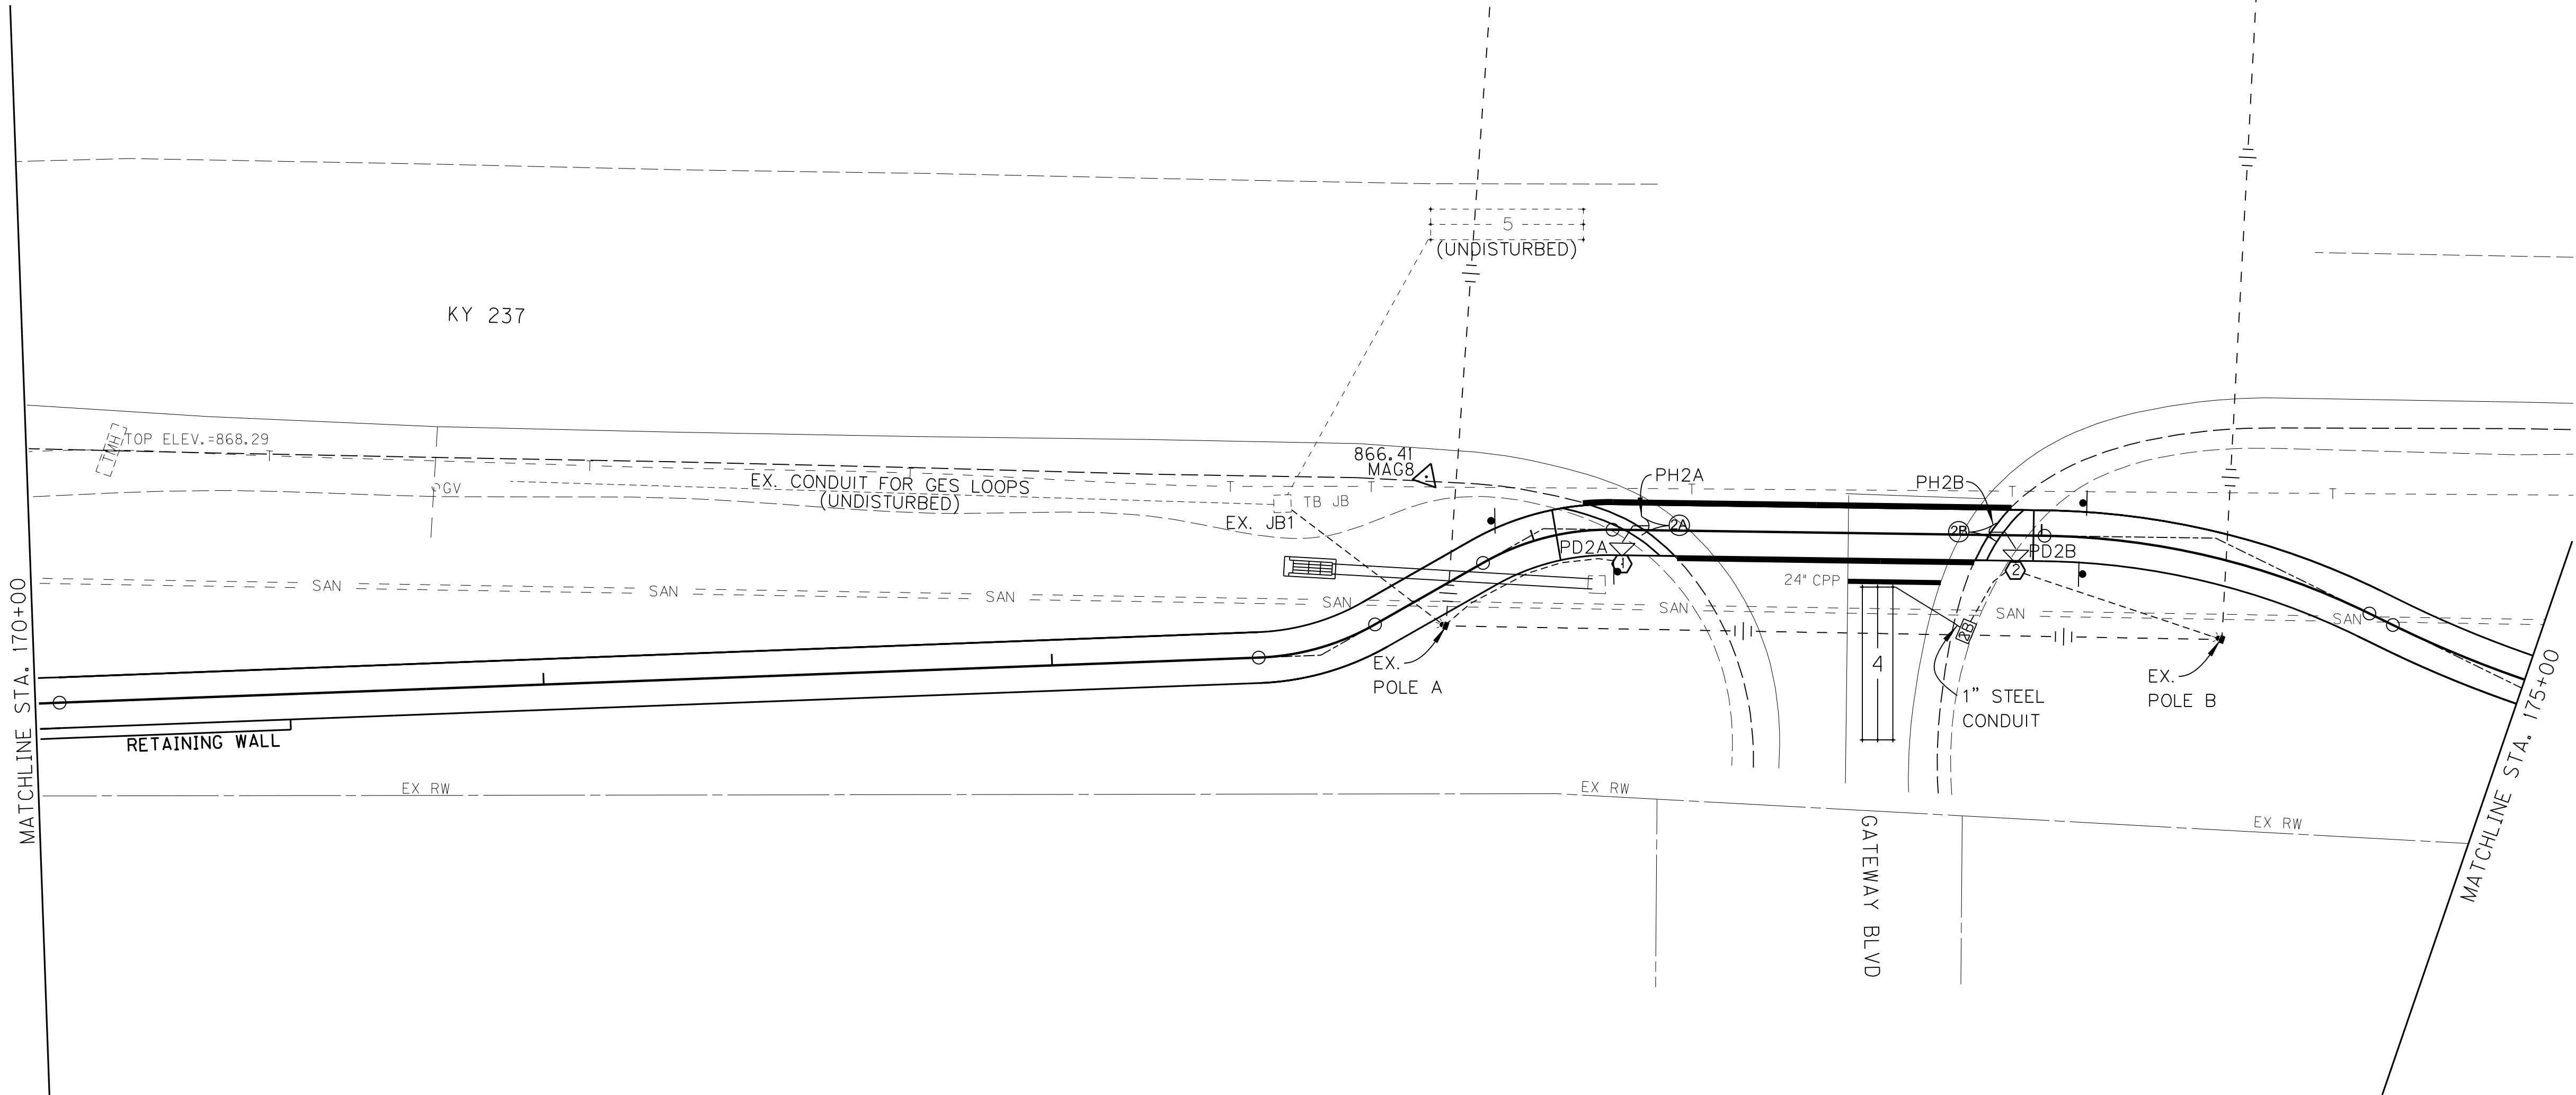 5
(UNDISTURBED)
KY 237
TMH
TOP ELEV.=868.29
GV
T
T
T
T
T
T
T
T
EX. CONDUIT FOR GES LOOPS
(UNDISTURBED)
TB JB
EX. JB1
866.41
MAG8
PH2A
2A
PD2A
1
PH2B
2B
PD2B
2
24" CPP
SAN
SAN
SAN
SAN
SAN
SAN
SAN
2B
4
EX.
POLE A
1" STEEL
CONDUIT
EX.
POLE B
RETAINING WALL
EX RW
EX RW
EX RW
GATEWAY BLVD
MATCHLINE STA. 170+00
MATCHLINE STA. 175+00